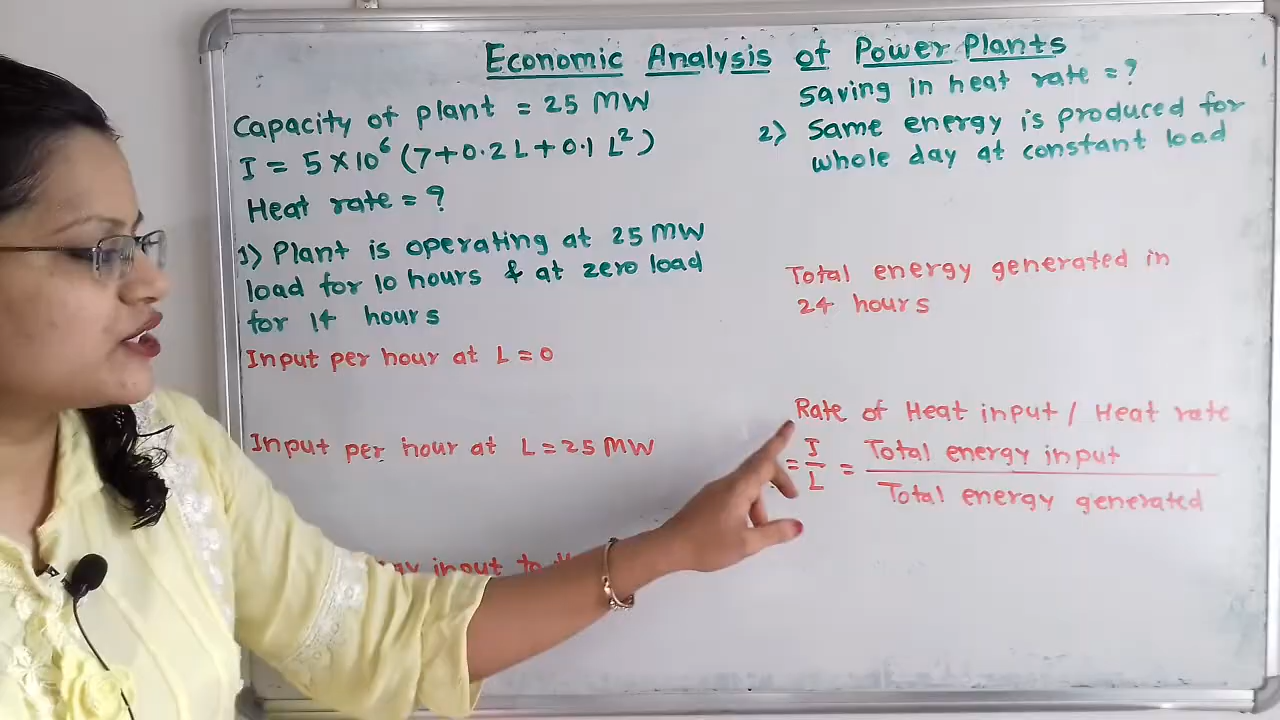 Economic Analysis of Power Plants
Capacity of plant = 25 MW
I = 5 × 10⁶ (7+0.2L+0.1 L²)
Heat rate = ?
1) Plant is operating at 25 MW
load for 10 hours & at zero load
for 14 hours
Input per hour at L = 0
Input per hour at L = 25 MW
input to
saving in heat rate = ?
2) Same energy is produced for
whole day at constant load
Total energy generated in
24 hours
Rate of Heat input / Heat rate
= I/L = Total energy input / Total energy generated